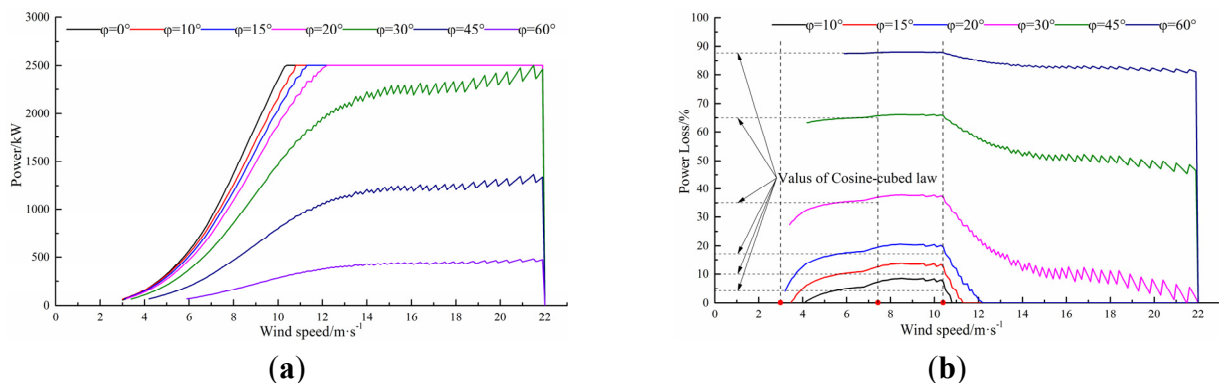 φ=0° φ=10° φ=15° φ=20° φ=30° φ=45° φ=60°
3000
2500
2000
1500
1000
500
0
Power/kW
0 2 4 6 8 10 12 14 16 18 20 22
Wind speed/m·s⁻¹
(a)
φ=10° φ=15° φ=20° φ=30° φ=45° φ=60°
100
90
80
70
60
50
40
30
20
10
0
Power Loss/%
Valus of Cosine-cubed law
0 2 4 6 8 10 12 14 16 18 20 22
Wind speed/m·s⁻¹
(b)